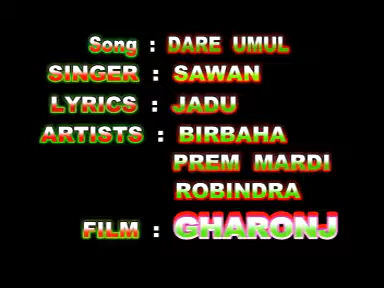 Song : DARE UMUL
SINGER : SAWAN
LYRICS : JADU
ARTISTS : BIRBAHA
PREM MARDI
ROBINDRA
FILM : GHARONJ